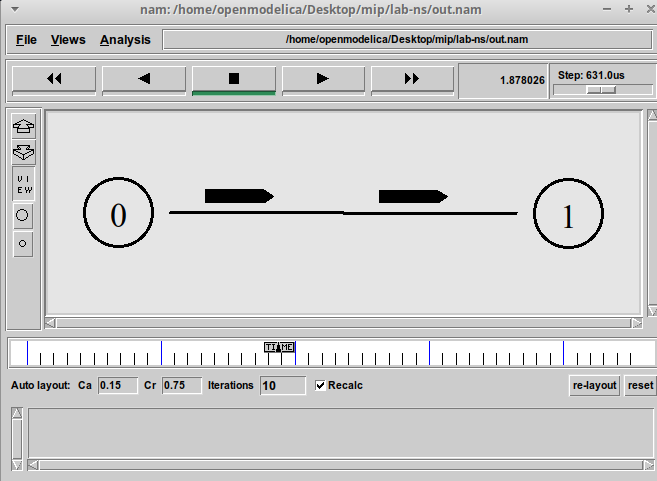 nam: /home/openmodelica/Desktop/mip/lab-ns/out.nam
File Views Analysis /home/openmodelica/Desktop/mip/lab-ns/out.nam
1.878026 Step: 631.0us
VI
EW
0 1
TIME
Auto layout: Ca 0.15 Cr 0.75 Iterations 10 Recalc re-layout reset